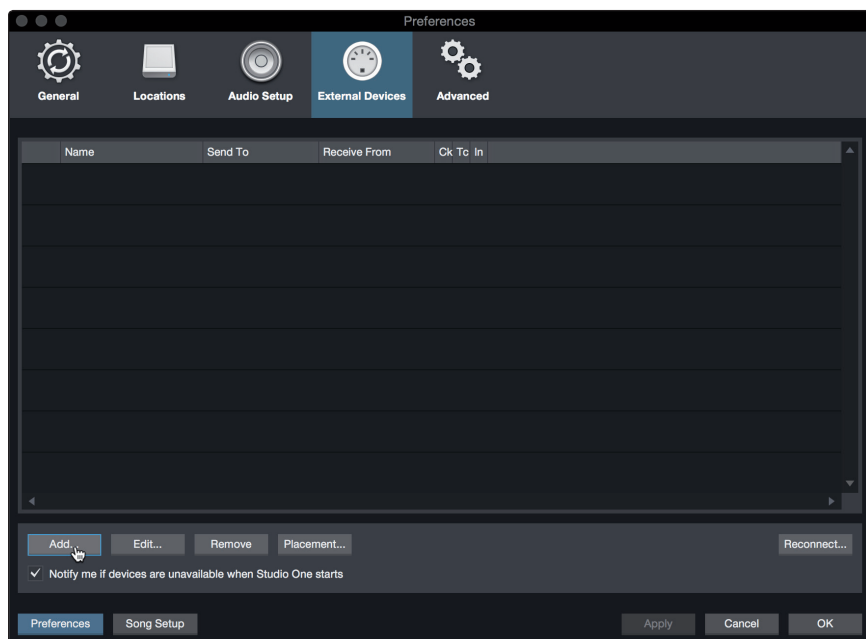 Preferences
General Locations Audio Setup External Devices Advanced
Name Send To Receive From Ck Tc In
Add... Edit... Remove Placement... Reconnect...
Notify me if devices are unavailable when Studio One starts
Preferences Song Setup Apply Cancel OK